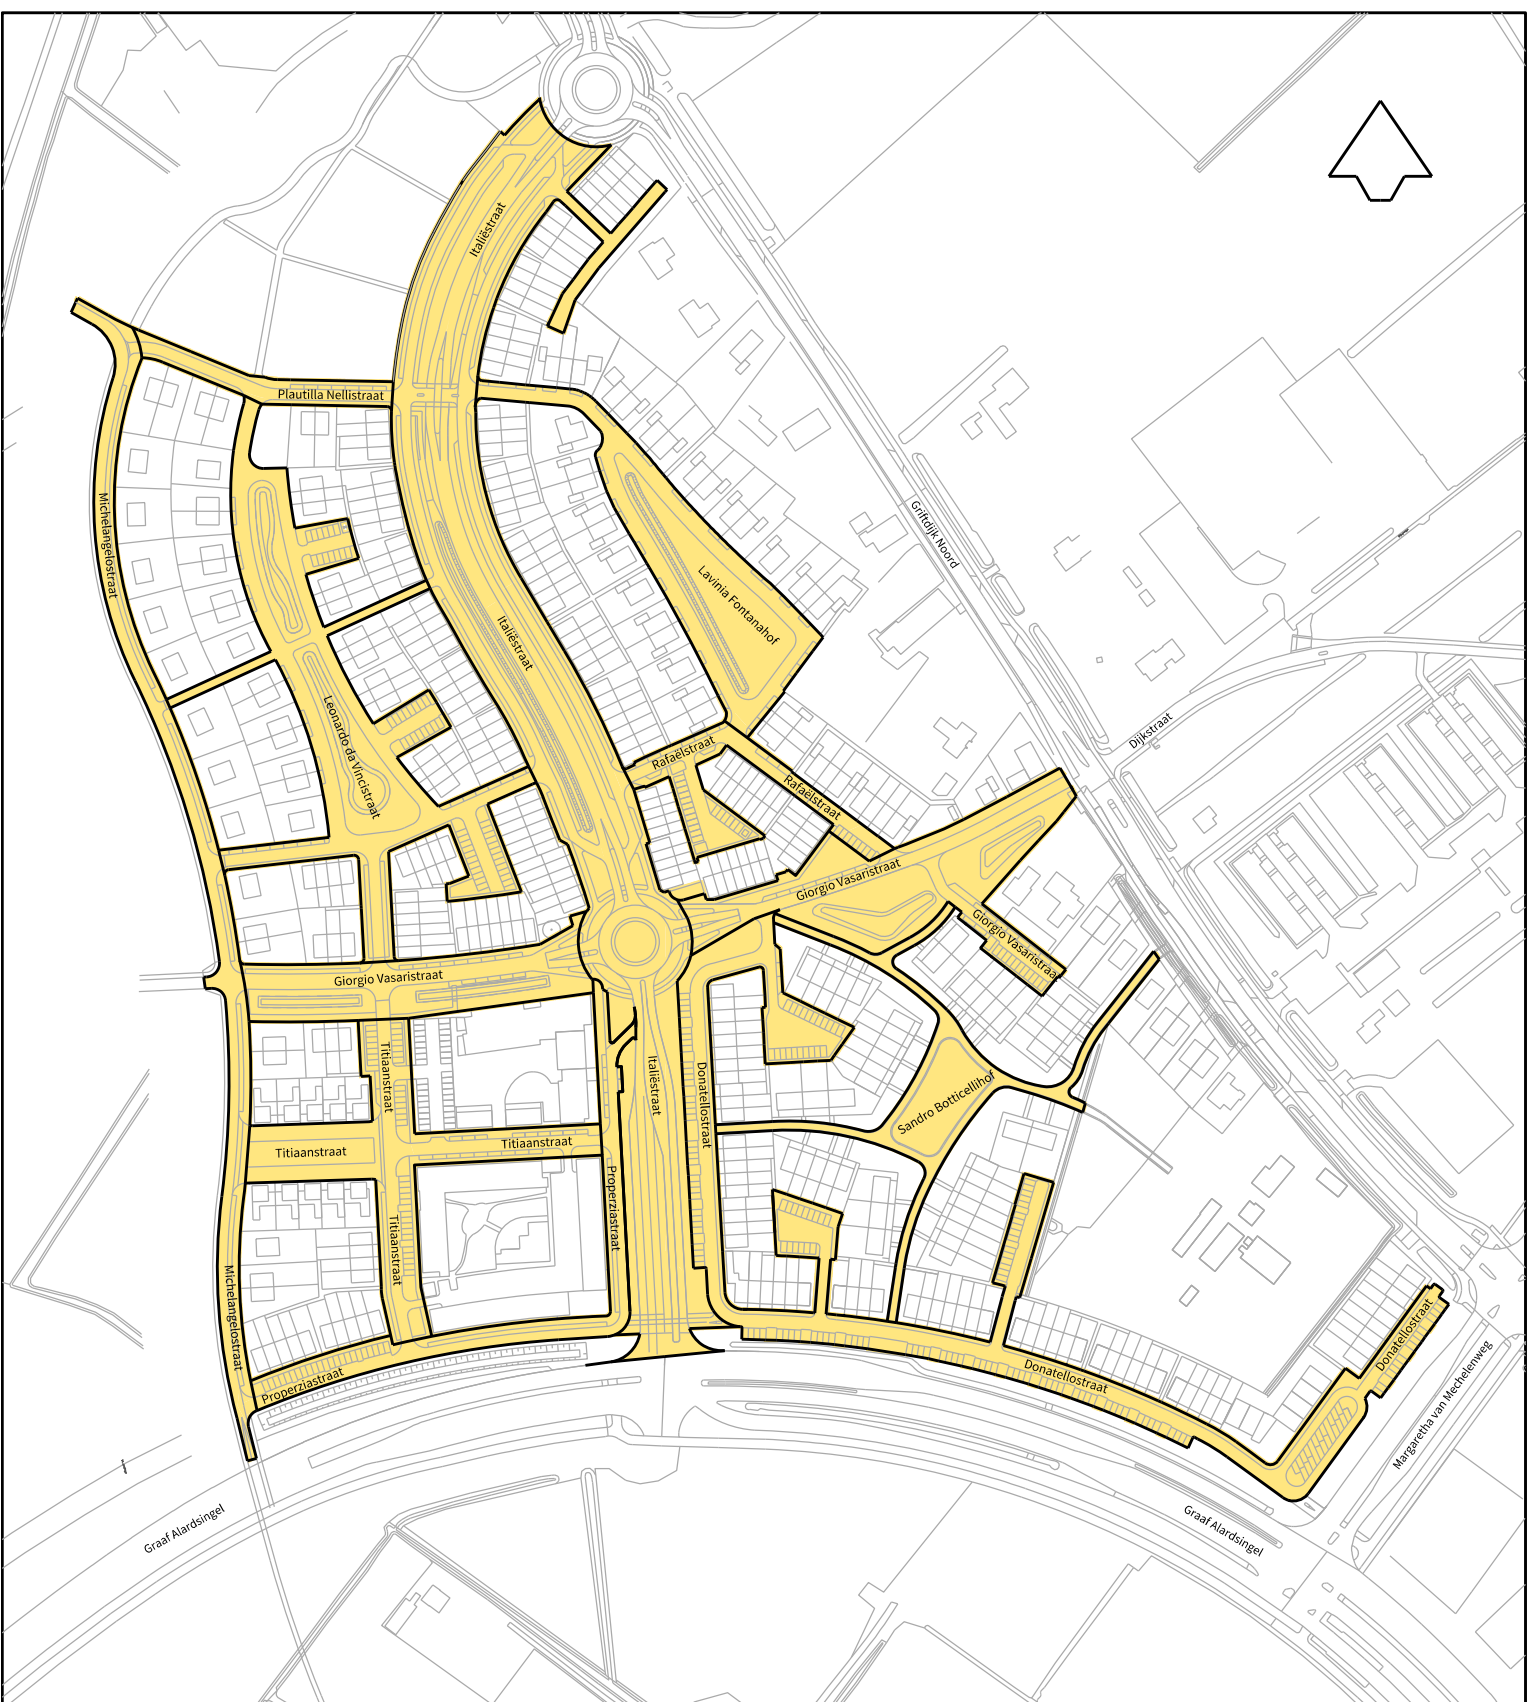 Italiëstraat
Plautilla Nellistraat
Michelangelostraat
Griftdijk Noord
Lavinia Fontanahof
Italiëstraat
Leonardo da Vincistraat
Dijkstraat
Rafaëlstraat
Rafaëlstraat
Giorgio Vasaristraat
Giorgio Vasaristraat
Giorgio Vasaristraat
Titiaanstraat
Italiëstraat
Donatellostraat
Sandro Botticellihof
Titiaanstraat
Titiaanstraat
Properziastraat
Titiaanstraat
Michelangelostraat
Properziastraat
Donatellostraat
Donatellostraat
Margaretha van Mechelenweg
Graaf Alardsingel
Graaf Alardsingel